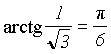 arctg 1/√3 = π/6